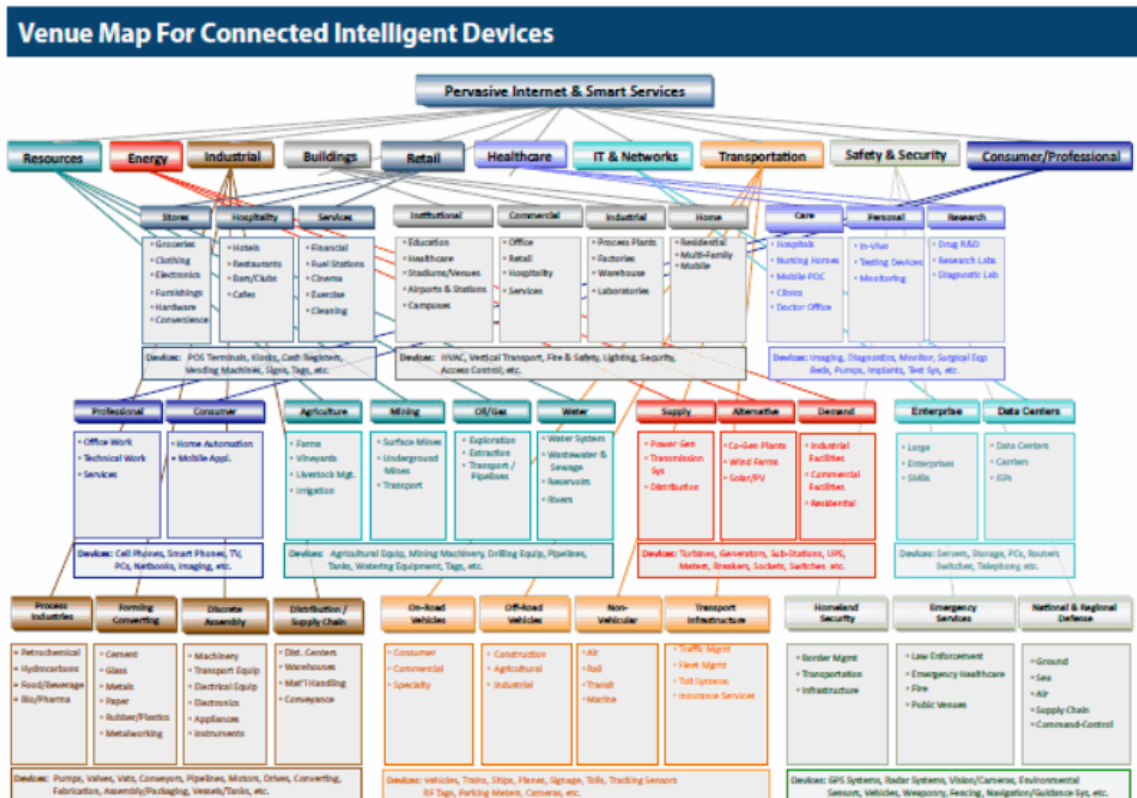 Venue Map For Connected Intelligent Devices
Pervasive Internet & Smart Services
Resources
Energy
Industrial
Buildings
Retail
Healthcare
IT & Networks
Transportation
Safety & Security
Consumer/Professional
Stores
Groceries
Clothing
Electronics
Furnishings
Hardware
Convenience
Hospitality
Hotels
Restaurants
Bars/Clubs
Cafes
Services
Financial
Fuel Stations
Cinema
Exercise
Cleaning
Devices: POS Terminals, Kiosks, Cash Registers,
Vending Machines, Signs, Tags, etc.
Institutional
Education
Healthcare
Stadiums/Venues
Airports & Stations
Campuses
Commercial
Office
Retail
Hospitality
Services
Industrial
Process Plants
Factories
Warehouse
Laboratories
Home
Residential
Multi-Family
Mobile
Devices: HVAC, Vertical Transport, Fire & Safety, Lighting, Security,
Access Control, etc.
Care
Hospitals
Nursing Homes
Mobile POC
Clinics
Doctor Office
Personal
In-Vivo
Testing Devices
Monitoring
Research
Drug R&D
Research Labs
Diagnostic Lab
Devices: Imaging, Diagnostics, Monitor, Surgical Eqp.
Beds, Pumps, Implants, Test Sys, etc.
Professional
Office Work
Technical Work
Services
Consumer
Home Automation
Mobile Appl.
Devices: Cell Phones, Smart Phones, TV,
PCs, Netbooks, Imaging, etc.
Agriculture
Farms
Vineyards
Livestock Mgt.
Irrigation
Mining
Surface Mines
Underground
Mines
Transport
Oil/Gas
Exploration
Extraction
Transport /
Pipelines
Water
Water System
Wastewater &
Sewage
Reservoirs
Rivers
Devices: Agricultural Equip, Mining Machinery, Drilling Equip, Pipelines,
Tanks, Watering Equipment, Tags, etc.
Supply
Power Gen
Transmission
Sys
Distribution
Alternative
Co-Gen Plants
Wind Farms
Solar/PV
Demand
Industrial
Facilities
Commercial
Facilities
Residential
Devices: Turbines, Generators, Sub-Stations, UPS,
Meters, Breakers, Sockets, Switches etc.
Enterprise
Large
Enterprises
SMBs
Data Centers
Data Centers
Carriers
ISPs
Devices: Servers, Storage, PCs, Routers
Switches, Telephony, etc.
Process
Industries
Petrochemical
Hydrocarbons
Food/Beverage
Bio/Pharma
Forming
Converting
Cement
Glass
Metals
Paper
Rubber/Plastics
Metalworking
Discrete
Assembly
Machinery
Transport Equip
Electrical Equip
Electronics
Appliances
Instruments
Distribution /
Supply Chain
Dist. Centers
Warehouses
Mat'l Handling
Conveyance
Devices: Pumps, Valves, Vats, Conveyors, Pipelines, Motors, Drives, Converting,
Fabrication, Assembly/Packaging, Vessels/Tanks, etc.
On-Road
Vehicles
Consumer
Commercial
Specialty
Off-Road
Vehicles
Construction
Agricultural
Industrial
Non-
Vehicular
Air
Rail
Transit
Marine
Transport
Infrastructure
Traffic Mgmt
Fleet Mgmt
Toll Systems
Insurance Services
Devices: Vehicles, Trains, Ships, Planes, Signage, Tolls, Tracking Sensors
RF Tags, Parking Meters, Cameras, etc.
Homeland
Security
Border Mgmt
Transportation
Infrastructure
Emergency
Services
Law Enforcement
Emergency Healthcare
Fire
Pubic Venues
National & Regional
Defense
Ground
Sea
Air
Supply Chain
Command-Control
Devices: GPS Systems, Radar Systems, Vision/Cameras, Environmental
Sensors, Vehicles, Weaponry, Fencing, Navigation/Guidance Sys, etc.